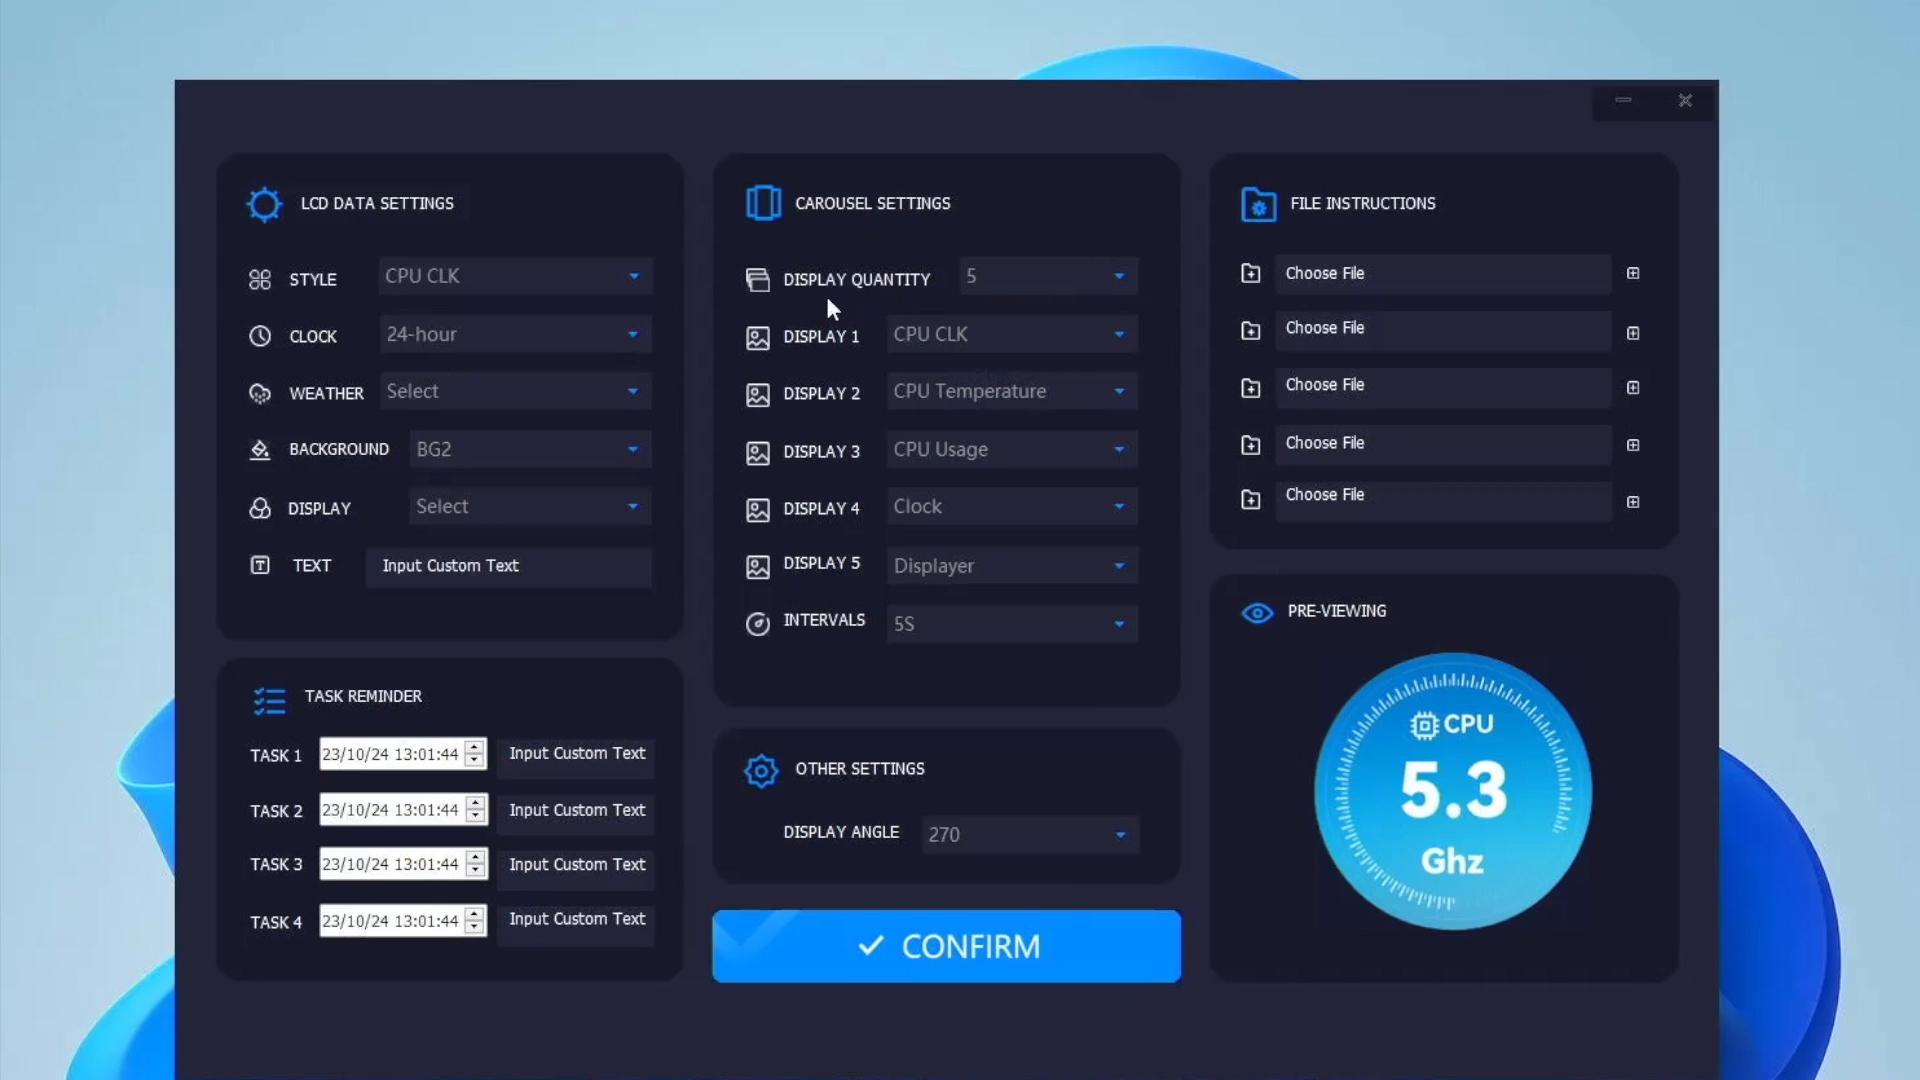 LCD DATA SETTINGS
STYLE CPU CLK
CLOCK 24-hour
WEATHER Select
BACKGROUND BG2
DISPLAY Select
TEXT Input Custom Text
TASK REMINDER
TASK 1 23/10/24 13:01:44 Input Custom Text
TASK 2 23/10/24 13:01:44 Input Custom Text
TASK 3 23/10/24 13:01:44 Input Custom Text
TASK 4 23/10/24 13:01:44 Input Custom Text
CAROUSEL SETTINGS
DISPLAY QUANTITY 5
DISPLAY 1 CPU CLK
DISPLAY 2 CPU Temperature
DISPLAY 3 CPU Usage
DISPLAY 4 Clock
DISPLAY 5 Displayer
INTERVALS 5S
OTHER SETTINGS
DISPLAY ANGLE 270
CONFIRM
FILE INSTRUCTIONS
Choose File
Choose File
Choose File
Choose File
Choose File
PRE-VIEWING
CPU
5.3
Ghz